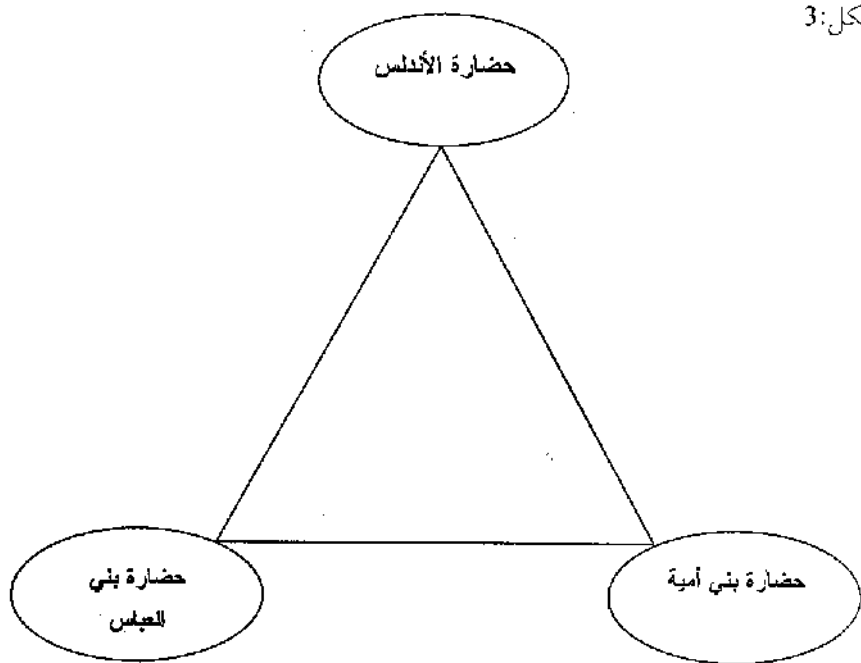 كل:3
حضارة الأندلس
حضارة بني أمية
حضارة بني
العباس